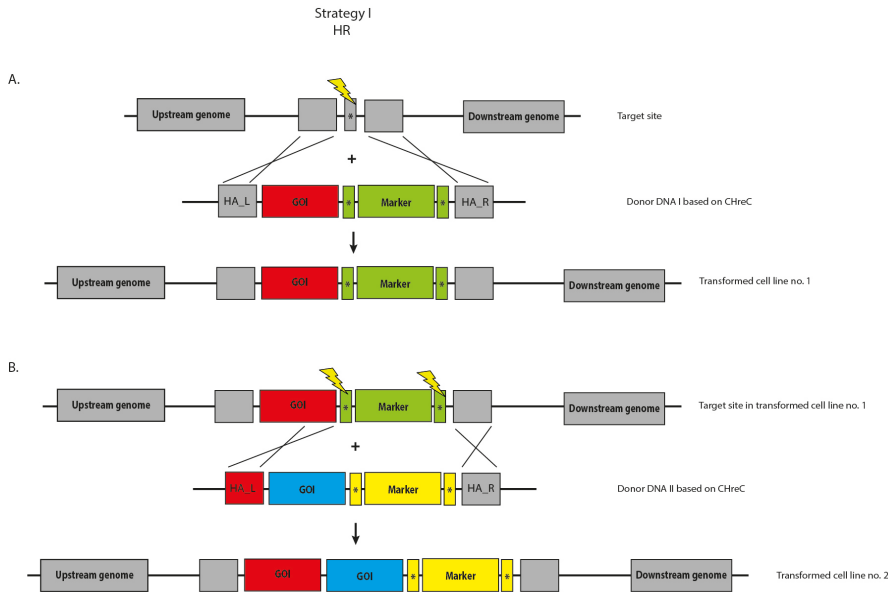 Strategy I
HR
A.
Upstream genome
*
Downstream genome
Target site
+
HA_L
GOI
*
Marker
*
HA_R
Donor DNA I based on CHreC
Upstream genome
GOI
*
Marker
*
Downstream genome
Transformed cell line no. 1
B.
Upstream genome
GOI
*
Marker
*
Downstream genome
Target site in transformed cell line no. 1
+
HA_L
GOI
*
Marker
*
HA_R
Donor DNA II based on CHreC
Upstream genome
GOI
GOI
*
Marker
*
Downstream genome
Transformed cell line no. 2